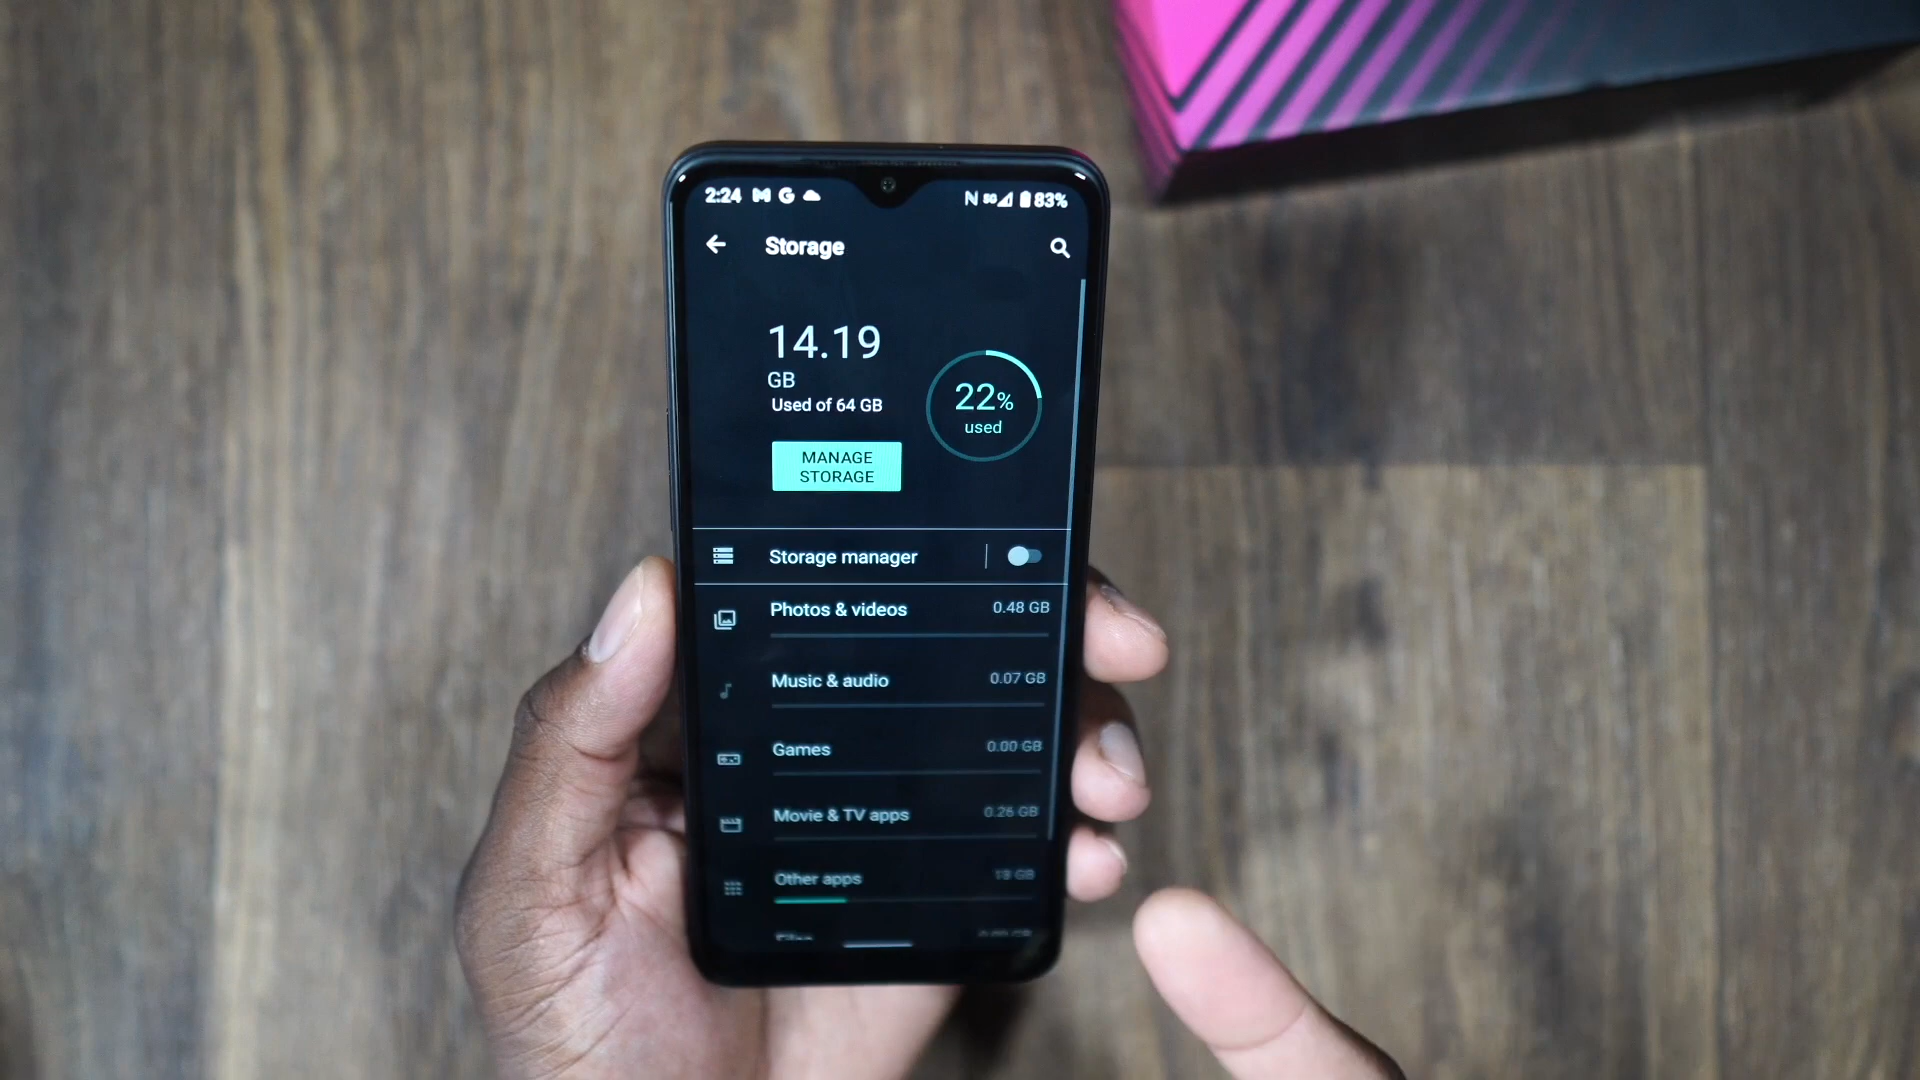 2:24 M G N 5G 83%
Storage
14.19
GB
Used of 64 GB
22%
used
MANAGE
STORAGE
Storage manager
Photos & videos 0.48 GB
Music & audio 0.07 GB
Games 0.00 GB
Movie & TV apps 0.26 GB
Other apps GB